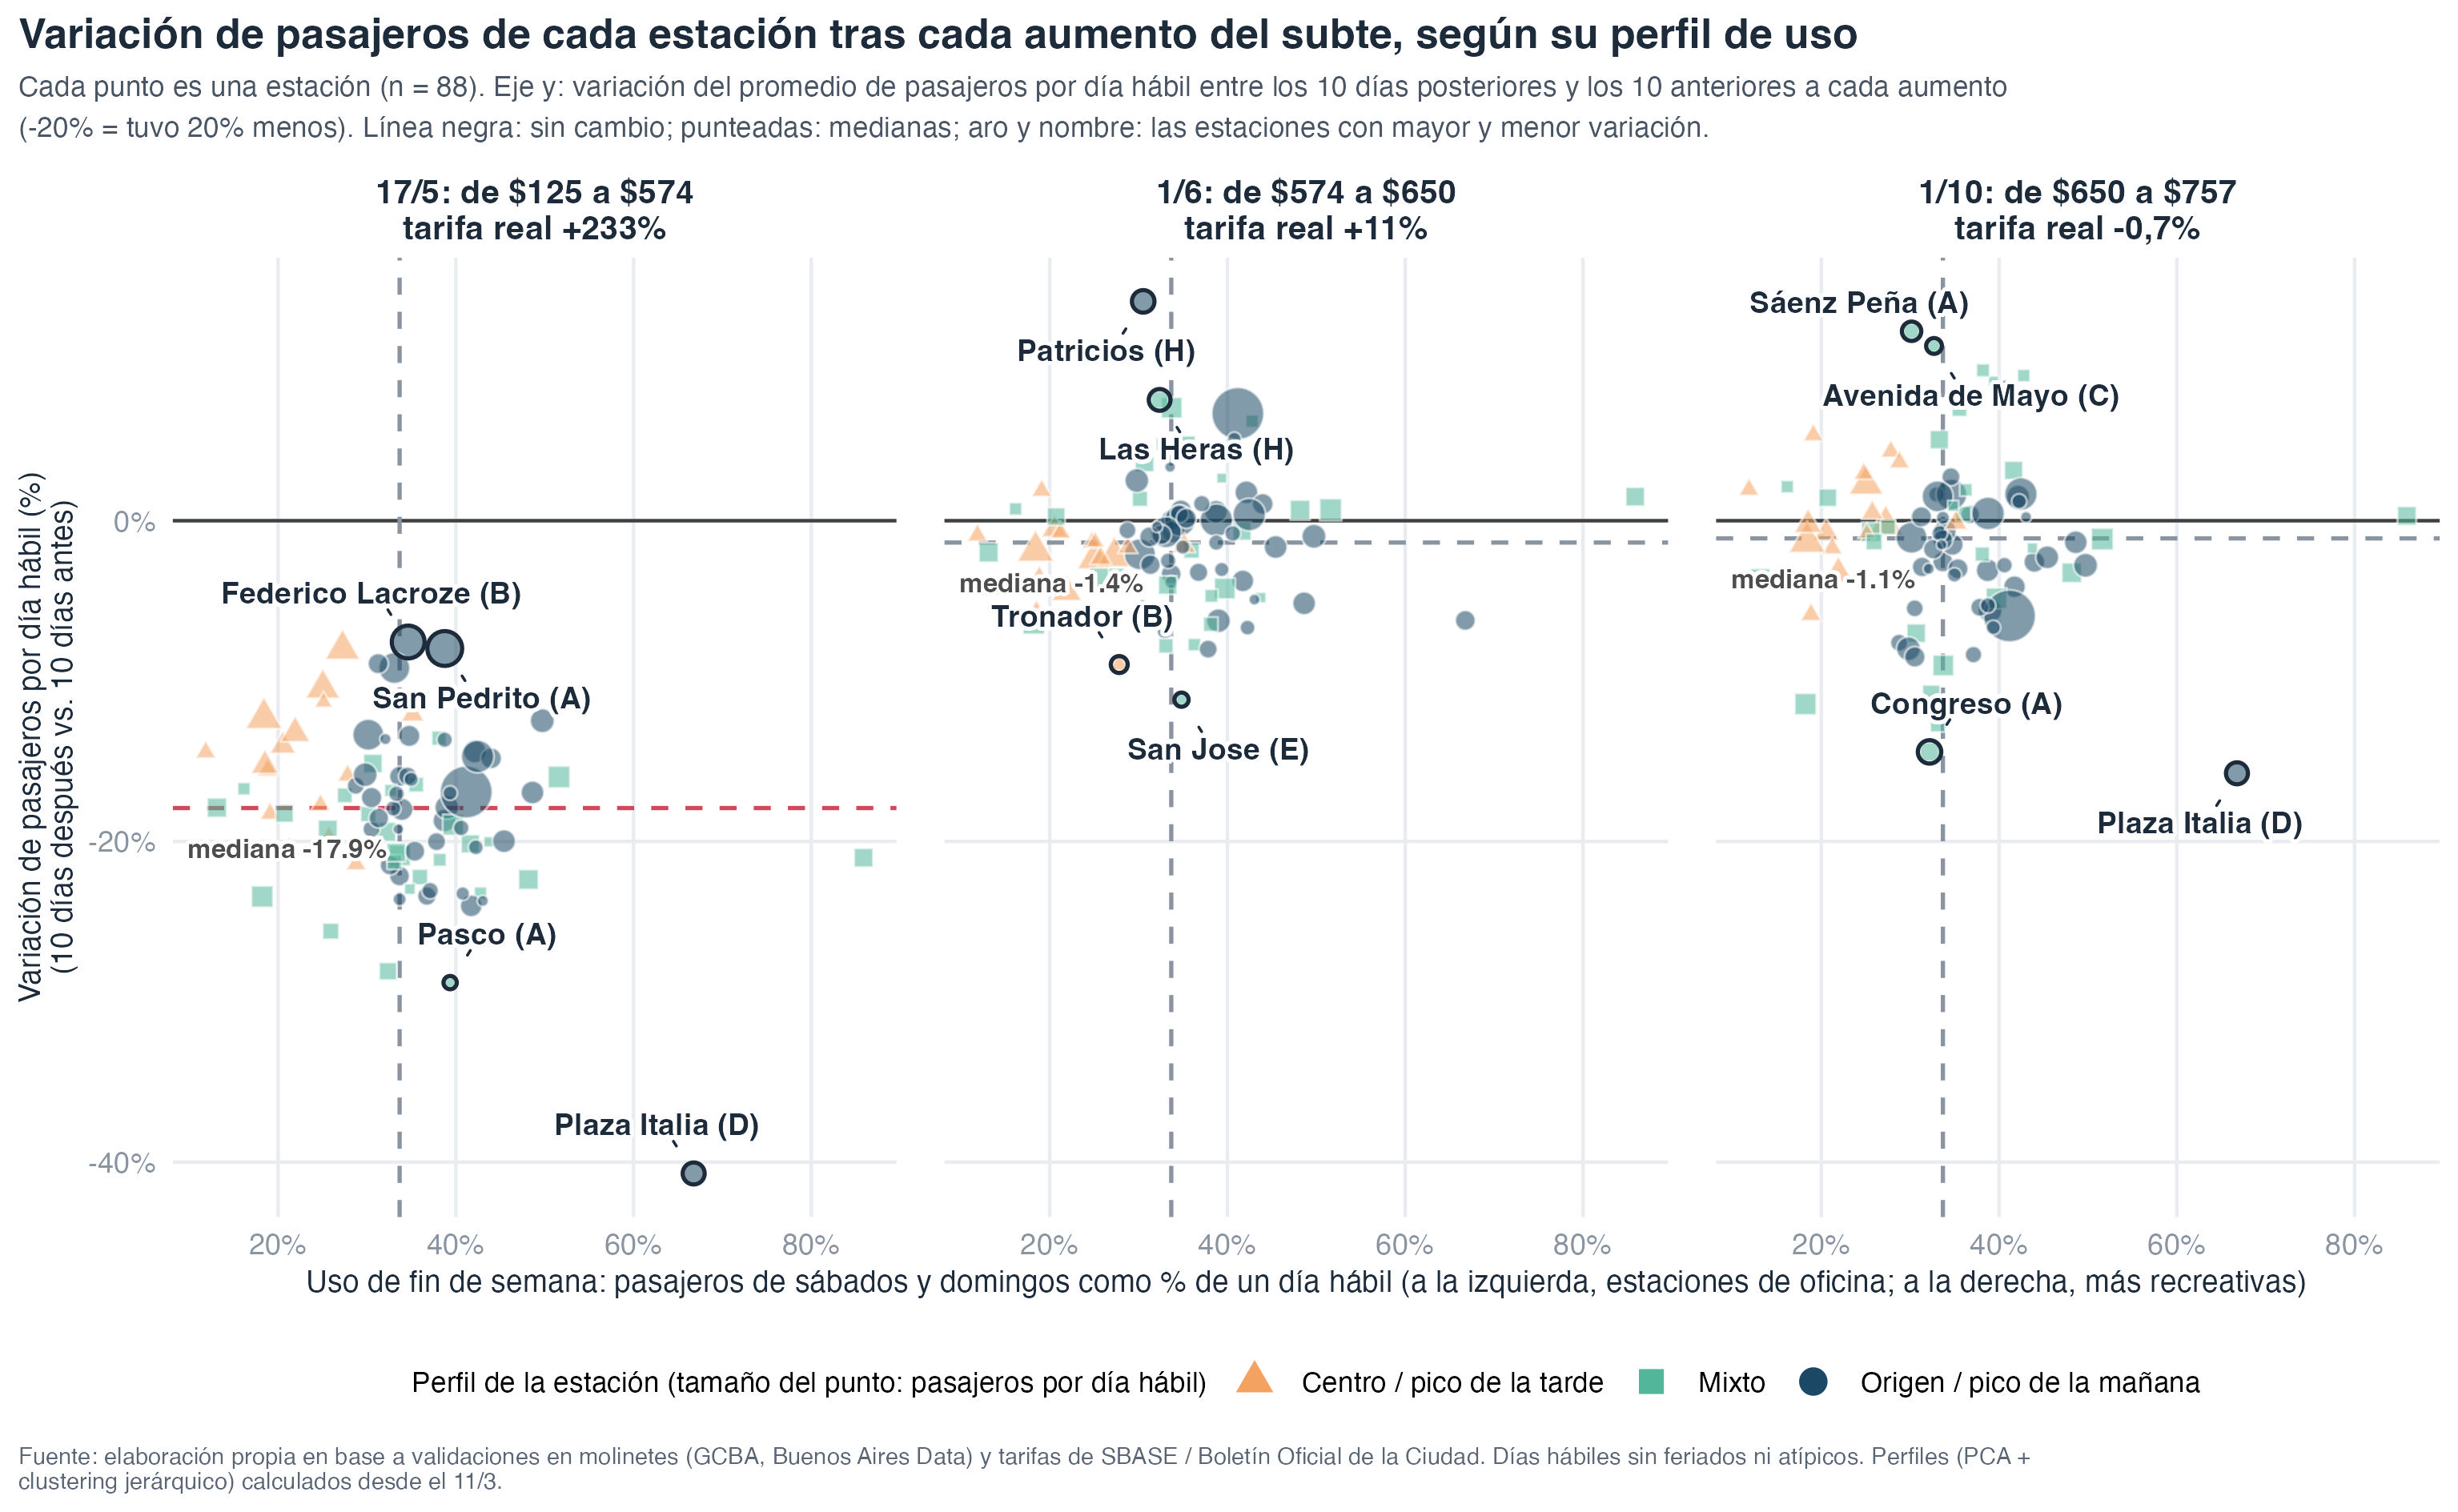 Variación de pasajeros de cada estación tras cada aumento del subte, según su perfil de uso
Cada punto es una estación (n = 88). Eje y: variación del promedio de pasajeros por día hábil entre los 10 días posteriores y los 10 anteriores a cada aumento
(-20% = tuvo 20% menos). Línea negra: sin cambio; punteadas: medianas; aro y nombre: las estaciones con mayor y menor variación.
17/5: de $125 a $574
tarifa real +233%
1/6: de $574 a $650
tarifa real +11%
1/10: de $650 a $757
tarifa real -0,7%
Variación de pasajeros por día hábil (%)
(10 días después vs. 10 días antes)
0%
-20%
-40%
Federico Lacroze (B)
San Pedrito (A)
mediana -17.9%
Pasco (A)
Plaza Italia (D)
Patricios (H)
Las Heras (H)
mediana -1.4%
Tronador (B)
San Jose (E)
Sáenz Peña (A)
Avenida de Mayo (C)
mediana -1.1%
Congreso (A)
Plaza Italia (D)
20% 40% 60% 80%
20% 40% 60% 80%
20% 40% 60% 80%
Uso de fin de semana: pasajeros de sábados y domingos como % de un día hábil (a la izquierda, estaciones de oficina; a la derecha, más recreativas)
Perfil de la estación (tamaño del punto: pasajeros por día hábil) Centro / pico de la tarde Mixto Origen / pico de la mañana
Fuente: elaboración propia en base a validaciones en molinetes (GCBA, Buenos Aires Data) y tarifas de SBASE / Boletín Oficial de la Ciudad. Días hábiles sin feriados ni atípicos. Perfiles (PCA +
clustering jerárquico) calculados desde el 11/3.